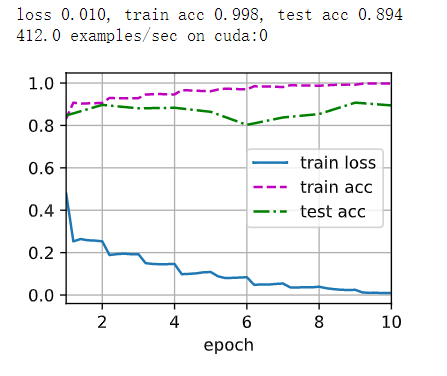 loss 0.010, train acc 0.998, test acc 0.894
412.0 examples/sec on cuda:0
1.0
0.8
0.6
0.4
0.2
0.0
train loss
train acc
test acc
2 4 6 8 10
epoch